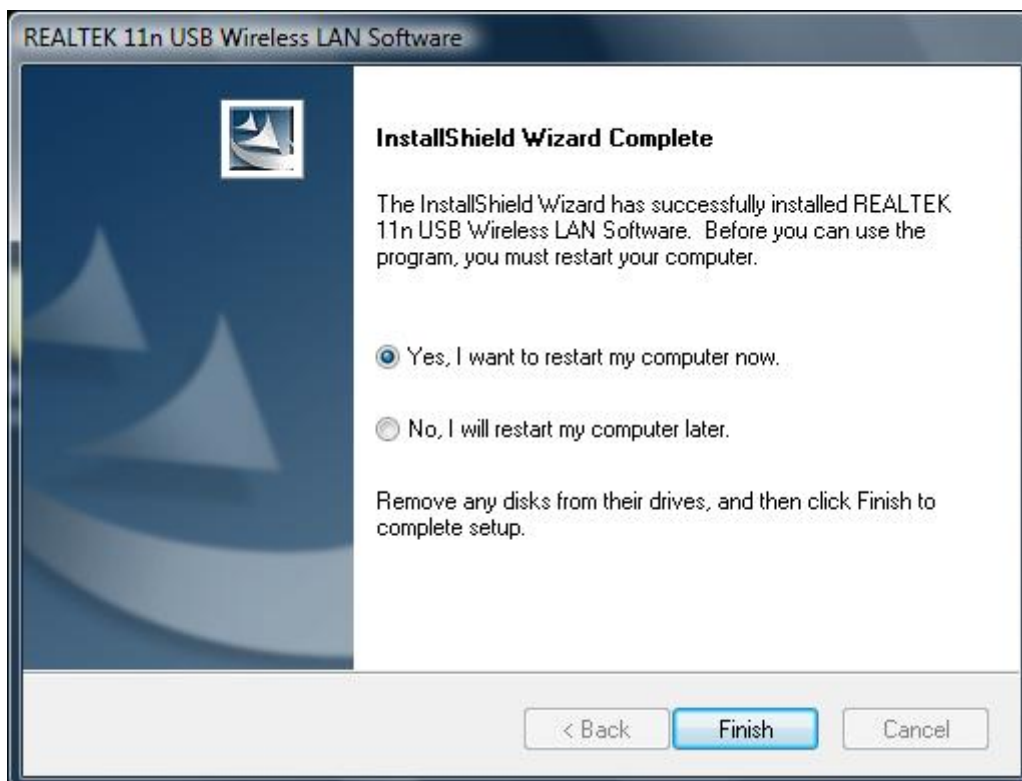 REALTEK 11n USB Wireless LAN Software
InstallShield Wizard Complete
The InstallShield Wizard has successfully installed REALTEK
11n USB Wireless LAN Software.  Before you can use the
program, you must restart your computer.
Yes, I want to restart my computer now.
No, I will restart my computer later.
Remove any disks from their drives, and then click Finish to
complete setup.
< Back Finish Cancel